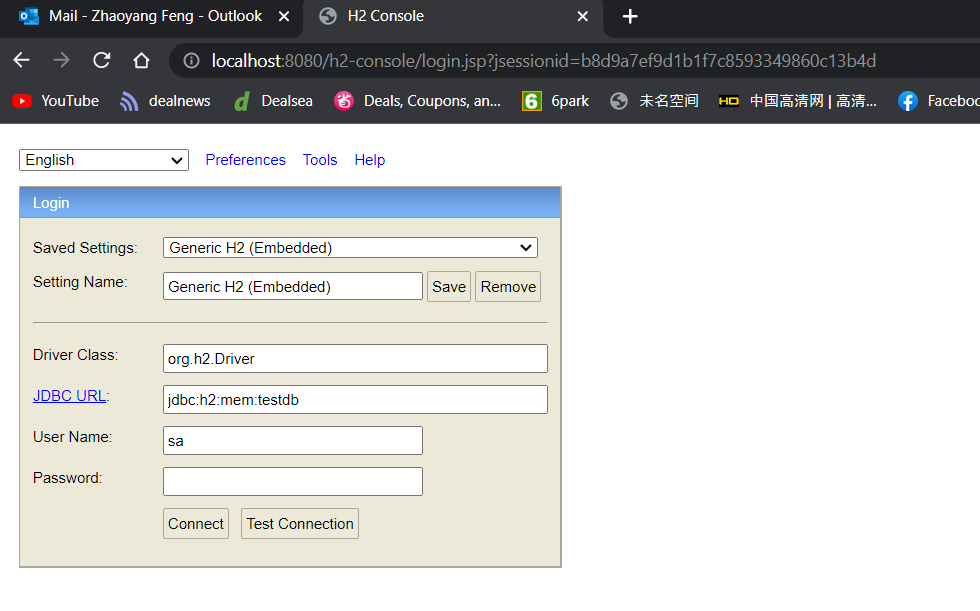 Mail - Zhaoyang Feng - Outlook
H2 Console
localhost:8080/h2-console/login.jsp?jsessionid=b8d9a7ef9d1b1f7c8593349860c13b4d
YouTube dealnews Dealsea Deals, Coupons, an... 6park 未名空间 HD 中国高清网 | 高清... Faceboo
English Preferences Tools Help
Login
Saved Settings: Generic H2 (Embedded)
Setting Name: Generic H2 (Embedded) Save Remove
Driver Class: org.h2.Driver
JDBC URL: jdbc:h2:mem:testdb
User Name: sa
Password:
Connect Test Connection